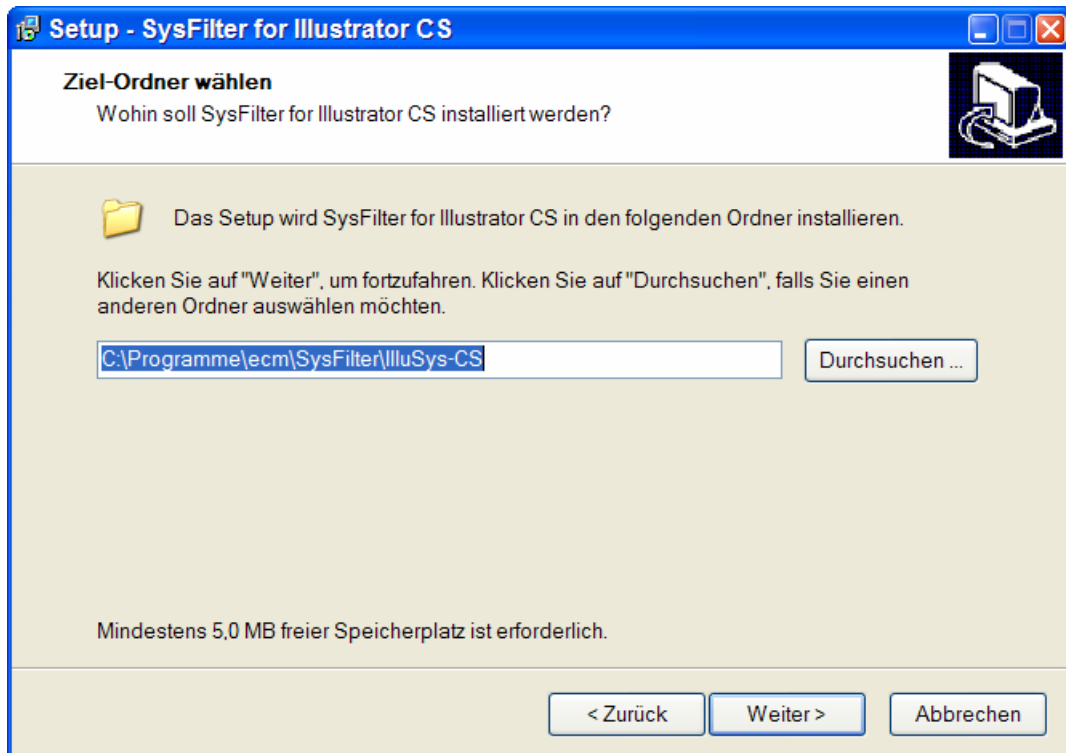 Setup - SysFilter for Illustrator CS
Ziel-Ordner wählen
Wohin soll SysFilter for Illustrator CS installiert werden?
Das Setup wird SysFilter for Illustrator CS in den folgenden Ordner installieren.
Klicken Sie auf "Weiter", um fortzufahren. Klicken Sie auf "Durchsuchen", falls Sie einen
anderen Ordner auswählen möchten.
C:\Programme\ecm\SysFilter\IlluSys-CS
Durchsuchen ...
Mindestens 5,0 MB freier Speicherplatz ist erforderlich.
< Zurück
Weiter >
Abbrechen